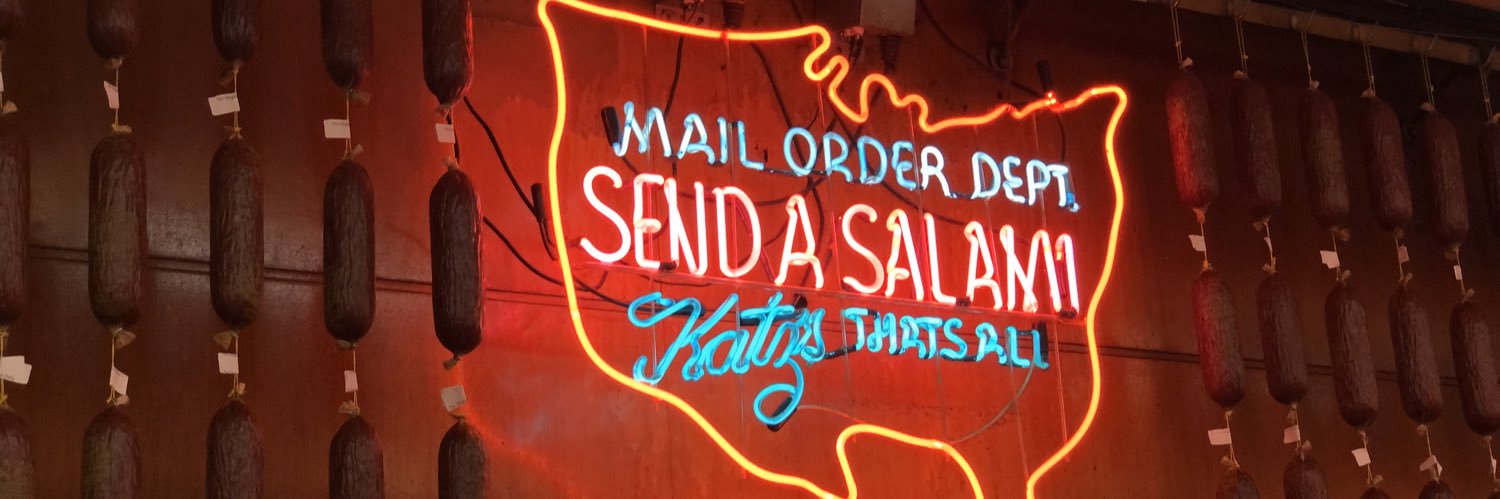 MAIL ORDER DEPT.
SEND A SALAMI
Katz's THATS ALL